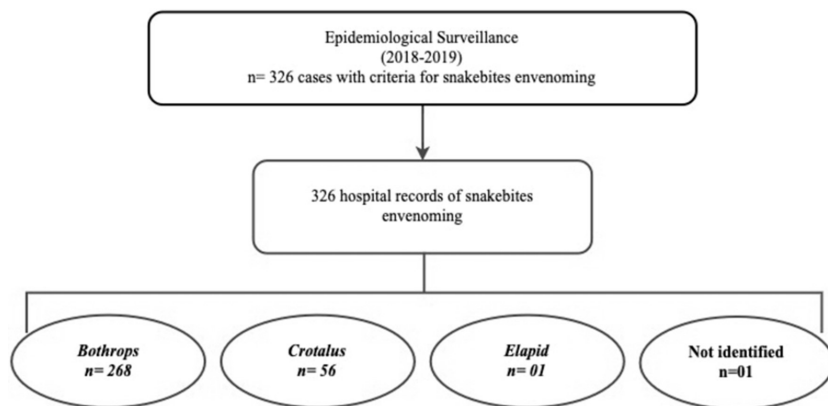 Epidemiological Surveillance
(2018-2019)
n= 326 cases with criteria for snakebites envenoming
326 hospital records of snakebites
envenoming
Bothrops
n= 268
Crotalus
n= 56
Elapid
n= 01
Not identified
n=01